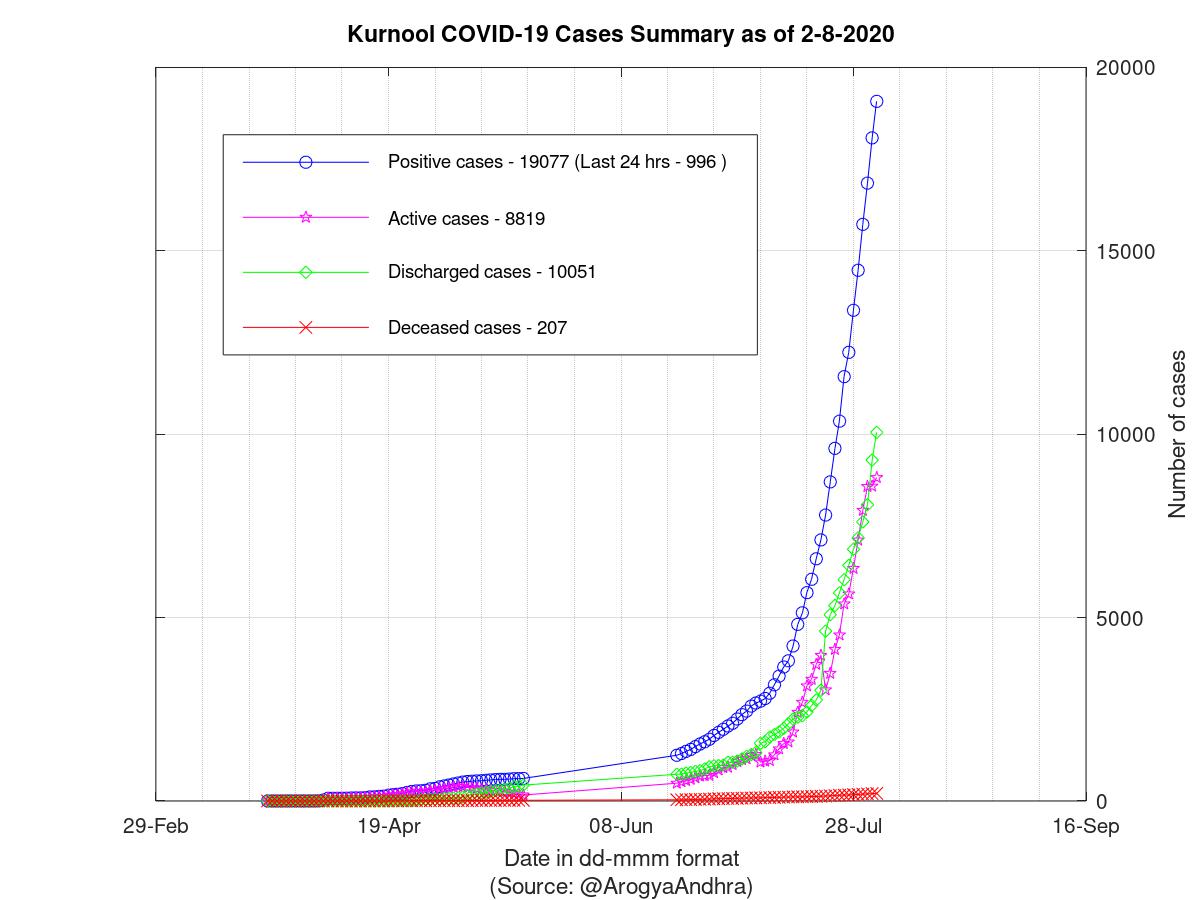 Kurnool COVID-19 Cases Summary as of 2-8-2020
Positive cases - 19077 (Last 24 hrs - 996 )
Active cases - 8819
Discharged cases - 10051
Deceased cases - 207
20000
15000
10000
5000
0
Number of cases
29-Feb
19-Apr
08-Jun
28-Jul
16-Sep
Date in dd-mmm format
(Source: @ArogyaAndhra)